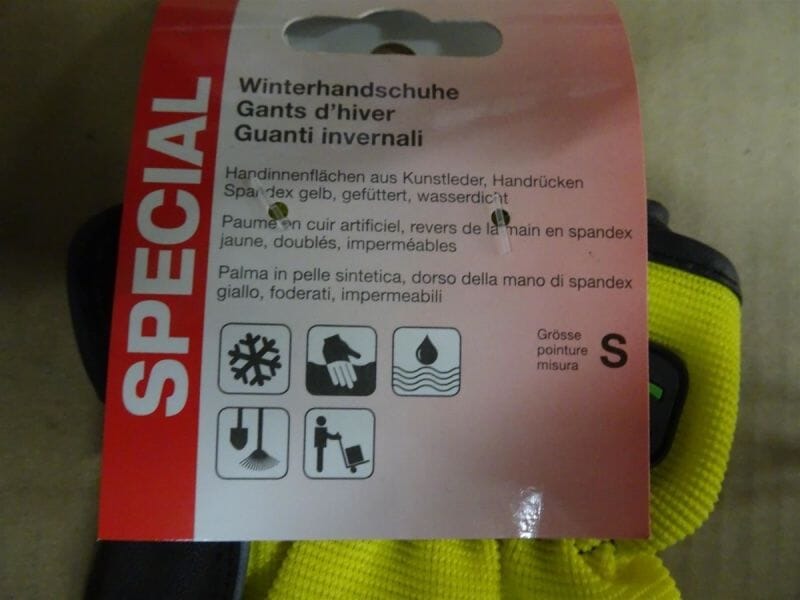 SPECIAL
Winterhandschuhe
Gants d'hiver
Guanti invernali
Handinnenflächen aus Kunstleder, Handrücken
Spandex gelb, gefüttert, wasserdicht
Paume en cuir artificiel, revers de la main en spandex
jaune, doublés, imperméables
Palma in pelle sintetica, dorso della mano di spandex
giallo, foderati, impermeabili
Grösse
pointure
misura
S